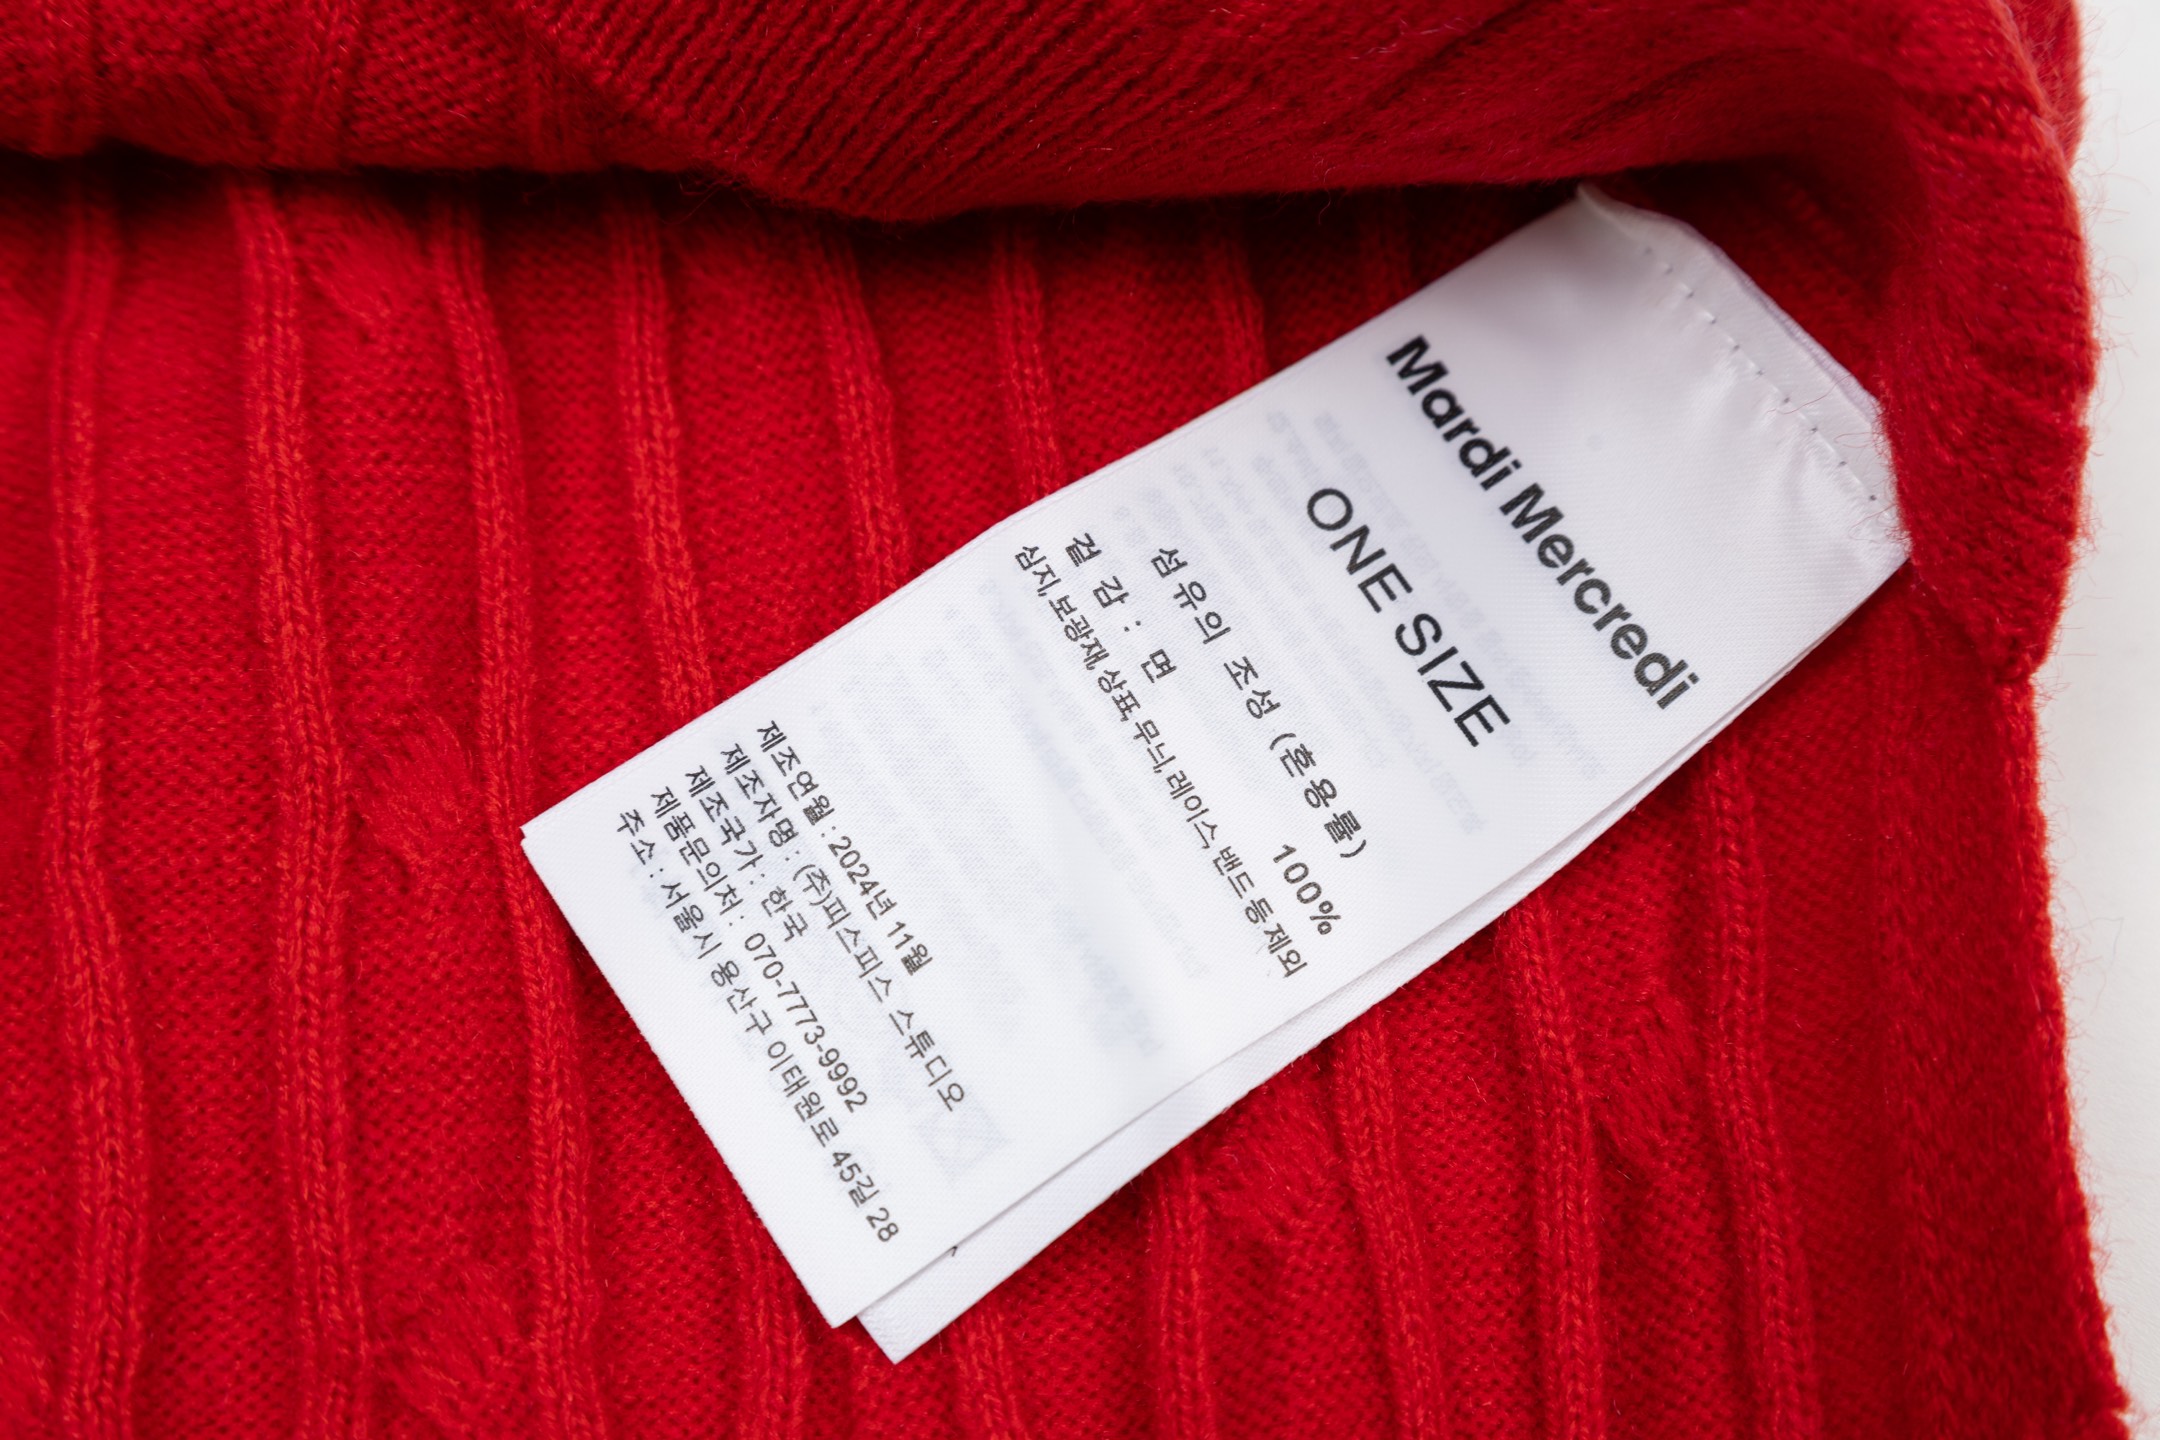 Mardi Mercredi
ONE SIZE
섬유의 조성 (혼용률)
겉 감 : 면 100%
심지,보광재,상표,무늬,레이스,밴드등제외
제조연월 : 2024년 11월
제조자명 : (주)피스피스 스튜디오
제조국가 : 한국
제품문의처 : 070-7773-9992
주소 : 서울시 용산구 이태원로 45길 28